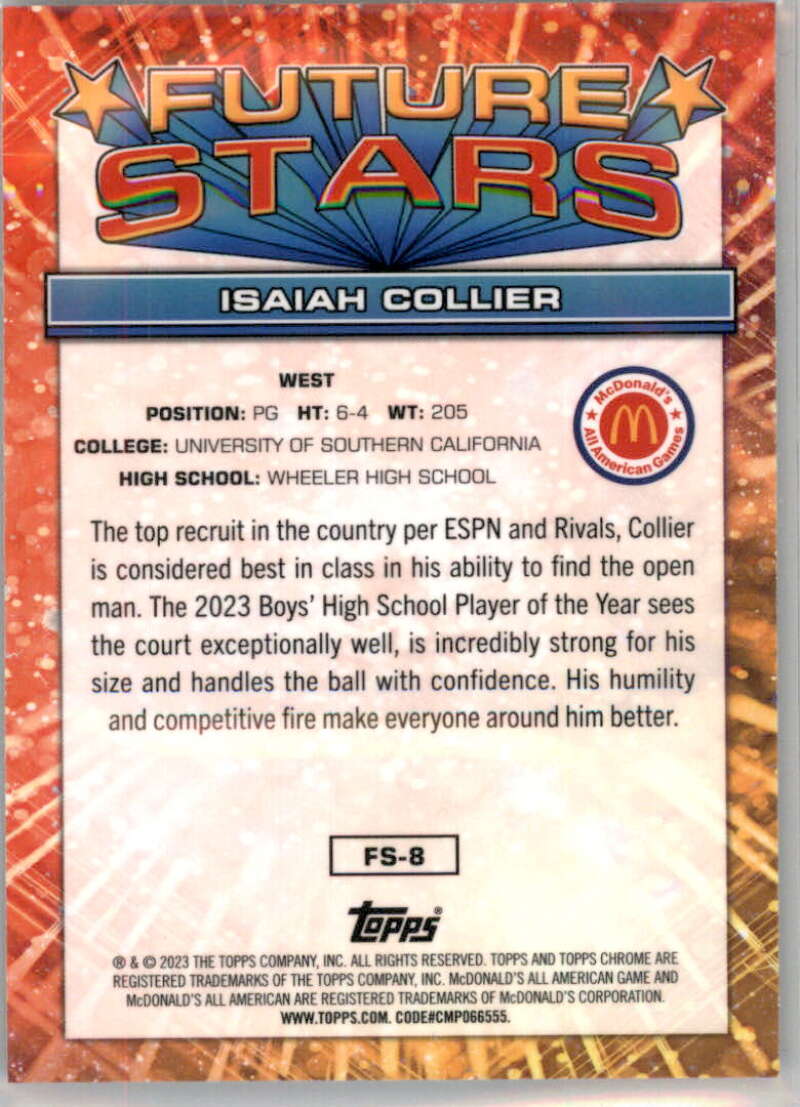 FUTURE
STARS
ISAIAH COLLIER
WEST
POSITION: PG HT: 6-4 WT: 205
COLLEGE: UNIVERSITY OF SOUTHERN CALIFORNIA
HIGH SCHOOL: WHEELER HIGH SCHOOL
McDonald's
All American Games
The top recruit in the country per ESPN and Rivals, Collier
is considered best in class in his ability to find the open
man. The 2023 Boys' High School Player of the Year sees
the court exceptionally well, is incredibly strong for his
size and handles the ball with confidence. His humility
and competitive fire make everyone around him better.
FS-8
Topps®
® & © 2023 THE TOPPS COMPANY, INC. ALL RIGHTS RESERVED. TOPPS AND TOPPS CHROME ARE
REGISTERED TRADEMARKS OF THE TOPPS COMPANY, INC. McDONALD'S ALL AMERICAN GAME AND
McDONALD'S ALL AMERICAN ARE REGISTERED TRADEMARKS OF McDONALD'S CORPORATION.
WWW.TOPPS.COM. CODE#CMP066555.